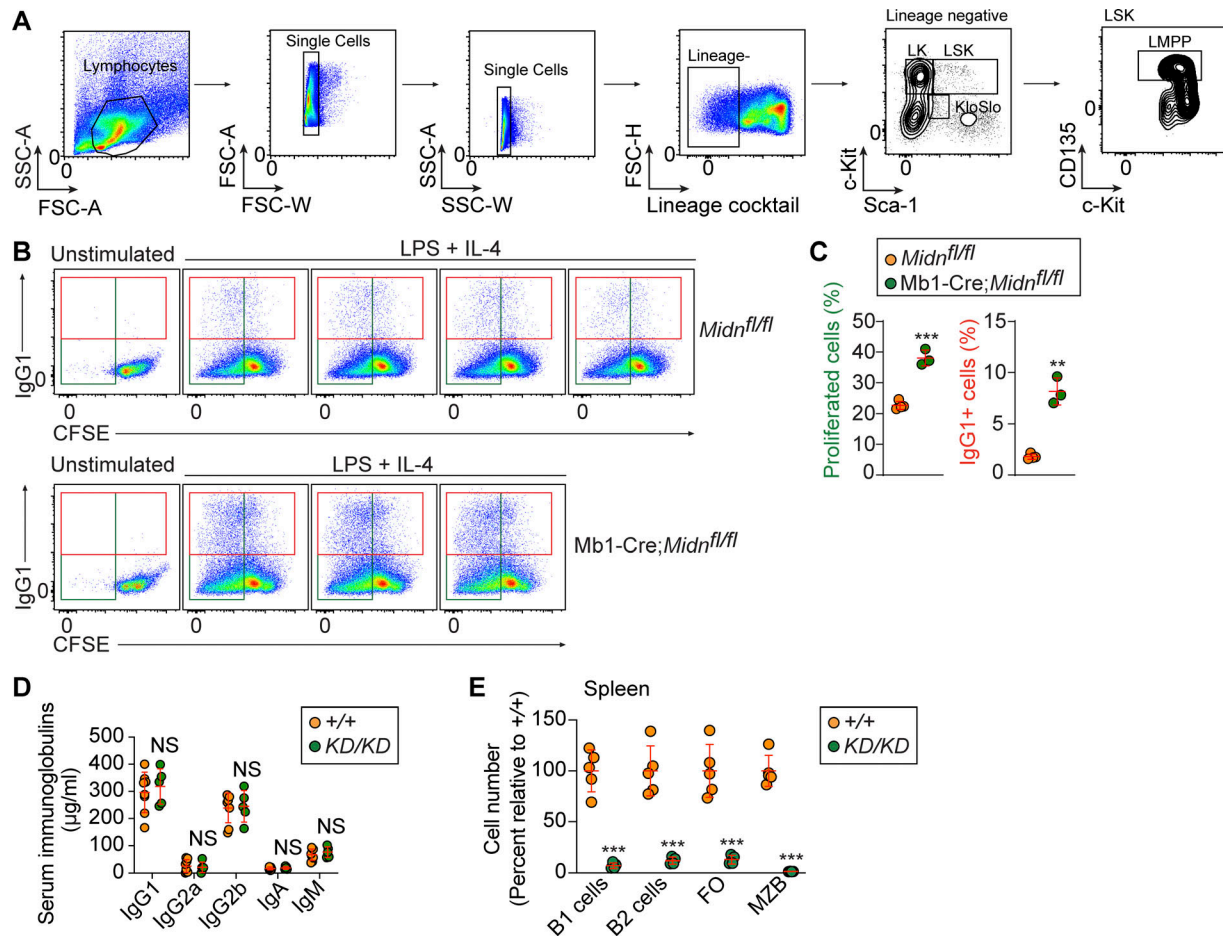 A
Lymphocytes
SSC-A
0
0
FSC-A
Single Cells
FSC-A
0
0
FSC-W
Single Cells
SSC-A
0
0
SSC-W
Lineage-
FSC-H
0
Lineage cocktail
Lineage negative
LK LSK
KloSlo
c-Kit
0
0
Sca-1
LSK
LMPP
CD135
0
0
c-Kit
B
Unstimulated
LPS + IL-4
Midnfl/fl
IgG1
0
0 0 0 0 0
CFSE
Unstimulated
LPS + IL-4
Mb1-Cre;Midnfl/fl
IgG1
0
0 0 0 0
CFSE
C
Midnfl/fl
Mb1-Cre;Midnfl/fl
Proliferated cells (%)
50
40
30
20
10
0
***
IgG1+ cells (%)
15
10
5
0
**
D
+/+
KD/KD
Serum immunoglobulins
(µg/ml)
500
400
300
200
100
0
NS
NS
NS
NS
NS
IgG1
IgG2a
IgG2b
IgA
IgM
E
Spleen
+/+
KD/KD
Cell number
(Percent relative to +/+)
150
100
50
0
***
***
***
***
B1 cells
B2 cells
FO
MZB